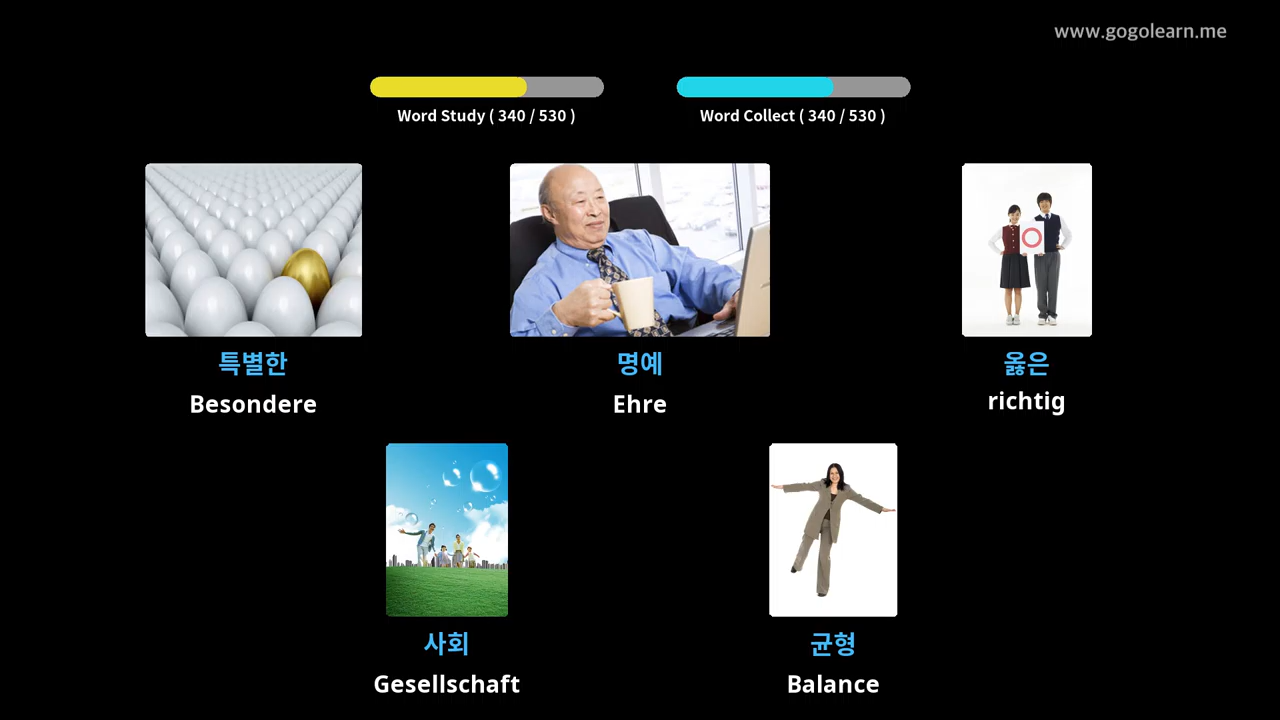 www.gogolearn.me
Word Study ( 340 / 530 )
Word Collect ( 340 / 530 )
특별한
Besondere
명예
Ehre
옳은
richtig
사회
Gesellschaft
균형
Balance